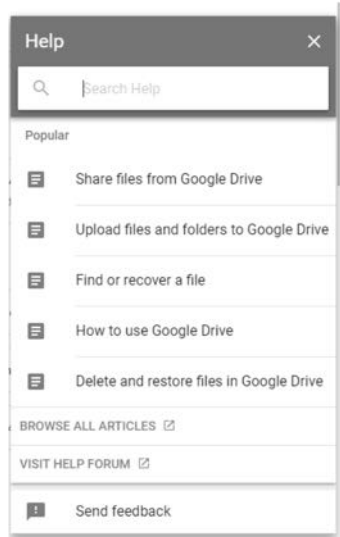 Help
Search Help
Popular
Share files from Google Drive
Upload files and folders to Google Drive
Find or recover a file
How to use Google Drive
Delete and restore files in Google Drive
BROWSE ALL ARTICLES
VISIT HELP FORUM
Send feedback